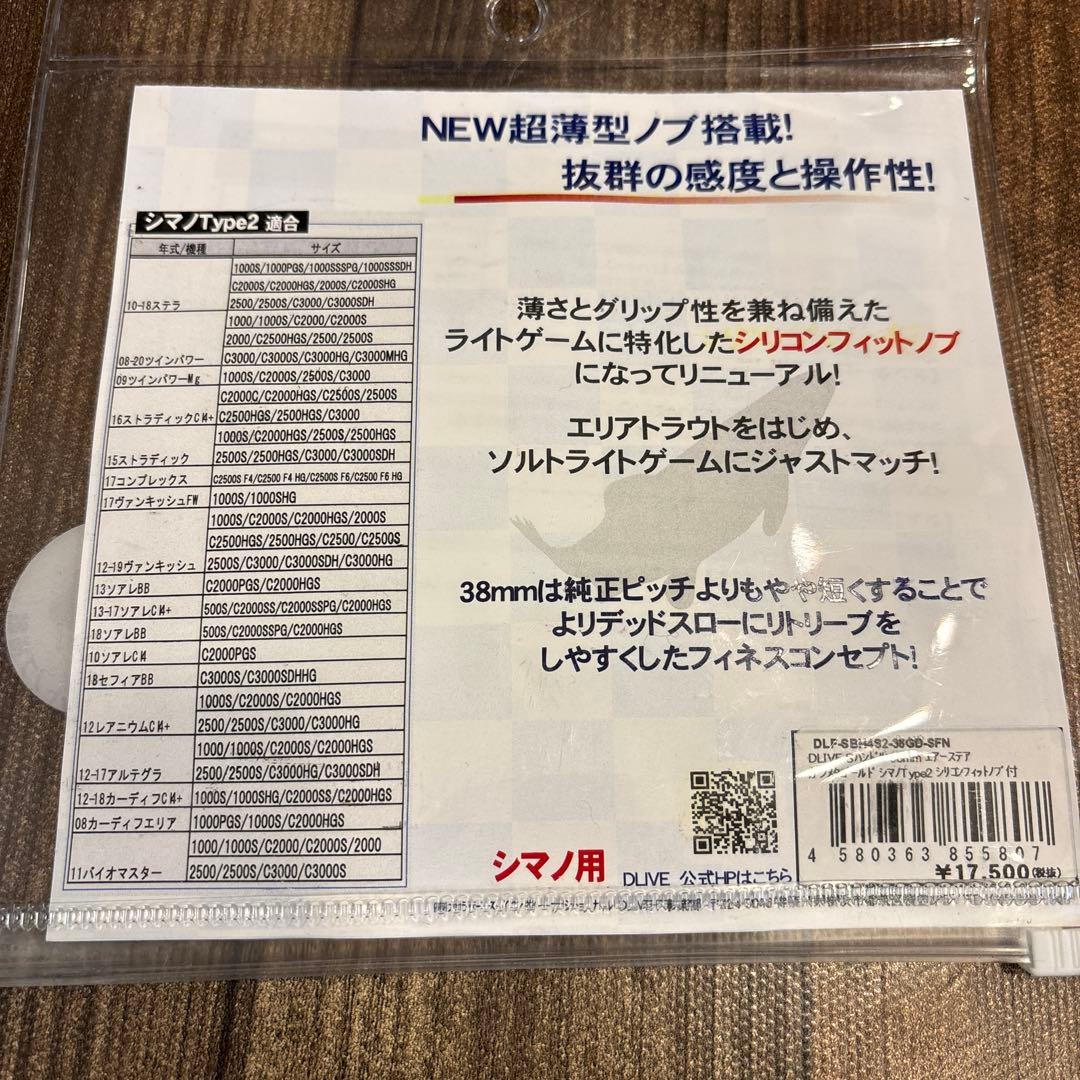 NEW超薄型ノブ搭載!
抜群の感度と操作性!
シマノType2 適合
年式/機種 サイズ
1000S/1000PGS/1000SSSPG/1000SSSDH
C2000S/C2000HGS/2000S/C2000SHG
10-18ステラ 2500/2500S/C3000/C3000SDH
1000/1000S/C2000/C2000S
2000/C2500HGS/2500/2500S
08-20ツインパワー C3000/C3000S/C3000HG/C3000MHG
09ツインパワーMg 1000S/C2000S/2500S/C3000
C2000C/C2000HGS/C2500S/2500S
16ストラディックCI4+ C2500HGS/2500HGS/C3000
1000S/C2000HGS/2500S/2500HGS
15ストラディック 2500S/2500HGS/C3000/C3000SDH
17コンプレックス C2500S F4/C2500 F4 HG/C2500S F6/C2500 F6 HG
17ヴァンキッシュFW 1000S/1000SHG
1000S/C2000S/C2000HGS/2000S
C2500HGS/2500HGS/C2500/C2500S
12-19ヴァンキッシュ 2500S/C3000/C3000SDH/C3000HG
13ソアレBB C2000PGS/C2000HGS
13-17ソアレCI4+ 500S/C2000SS/C2000SSPG/C2000HGS
18ソアレBB 500S/C2000SSPG/C2000HGS
10ソアレCI4 C2000PGS
18セフィアBB C3000S/C3000SDHHG
1000S/C2000S/C2000HGS
12レアニウムCI4+ 2500/2500S/C3000/C3000HG
1000/1000S/C2000S/C2000HGS
12-17アルテグラ 2500/2500S/C3000HG/C3000SDH
12-18カーディフCI4+ 1000S/1000SHG/C2000SS/C2000HGS
08カーディフエリア 1000PGS/1000S/C2000HGS
1000/1000S/C2000/C2000S/2000
11バイオマスター 2500/2500S/C3000/C3000S
薄さとグリップ性を兼ね備えた
ライトゲームに特化したシリコンフィットノブ
になってリニューアル!
エリアトラウトをはじめ、
ソルトライトゲームにジャストマッチ!
38mmは純正ピッチよりもやや短くすることで
よりデッドスローにリトリーブを
しやすくしたフィネスコンセプト!
シマノ用
DLIVE 公式HPはこちら
DLF-SBH4S2-38GD-SFN
シマノType2 シリコンフィットノブ付
4 580363 855807
¥17,500(税抜)